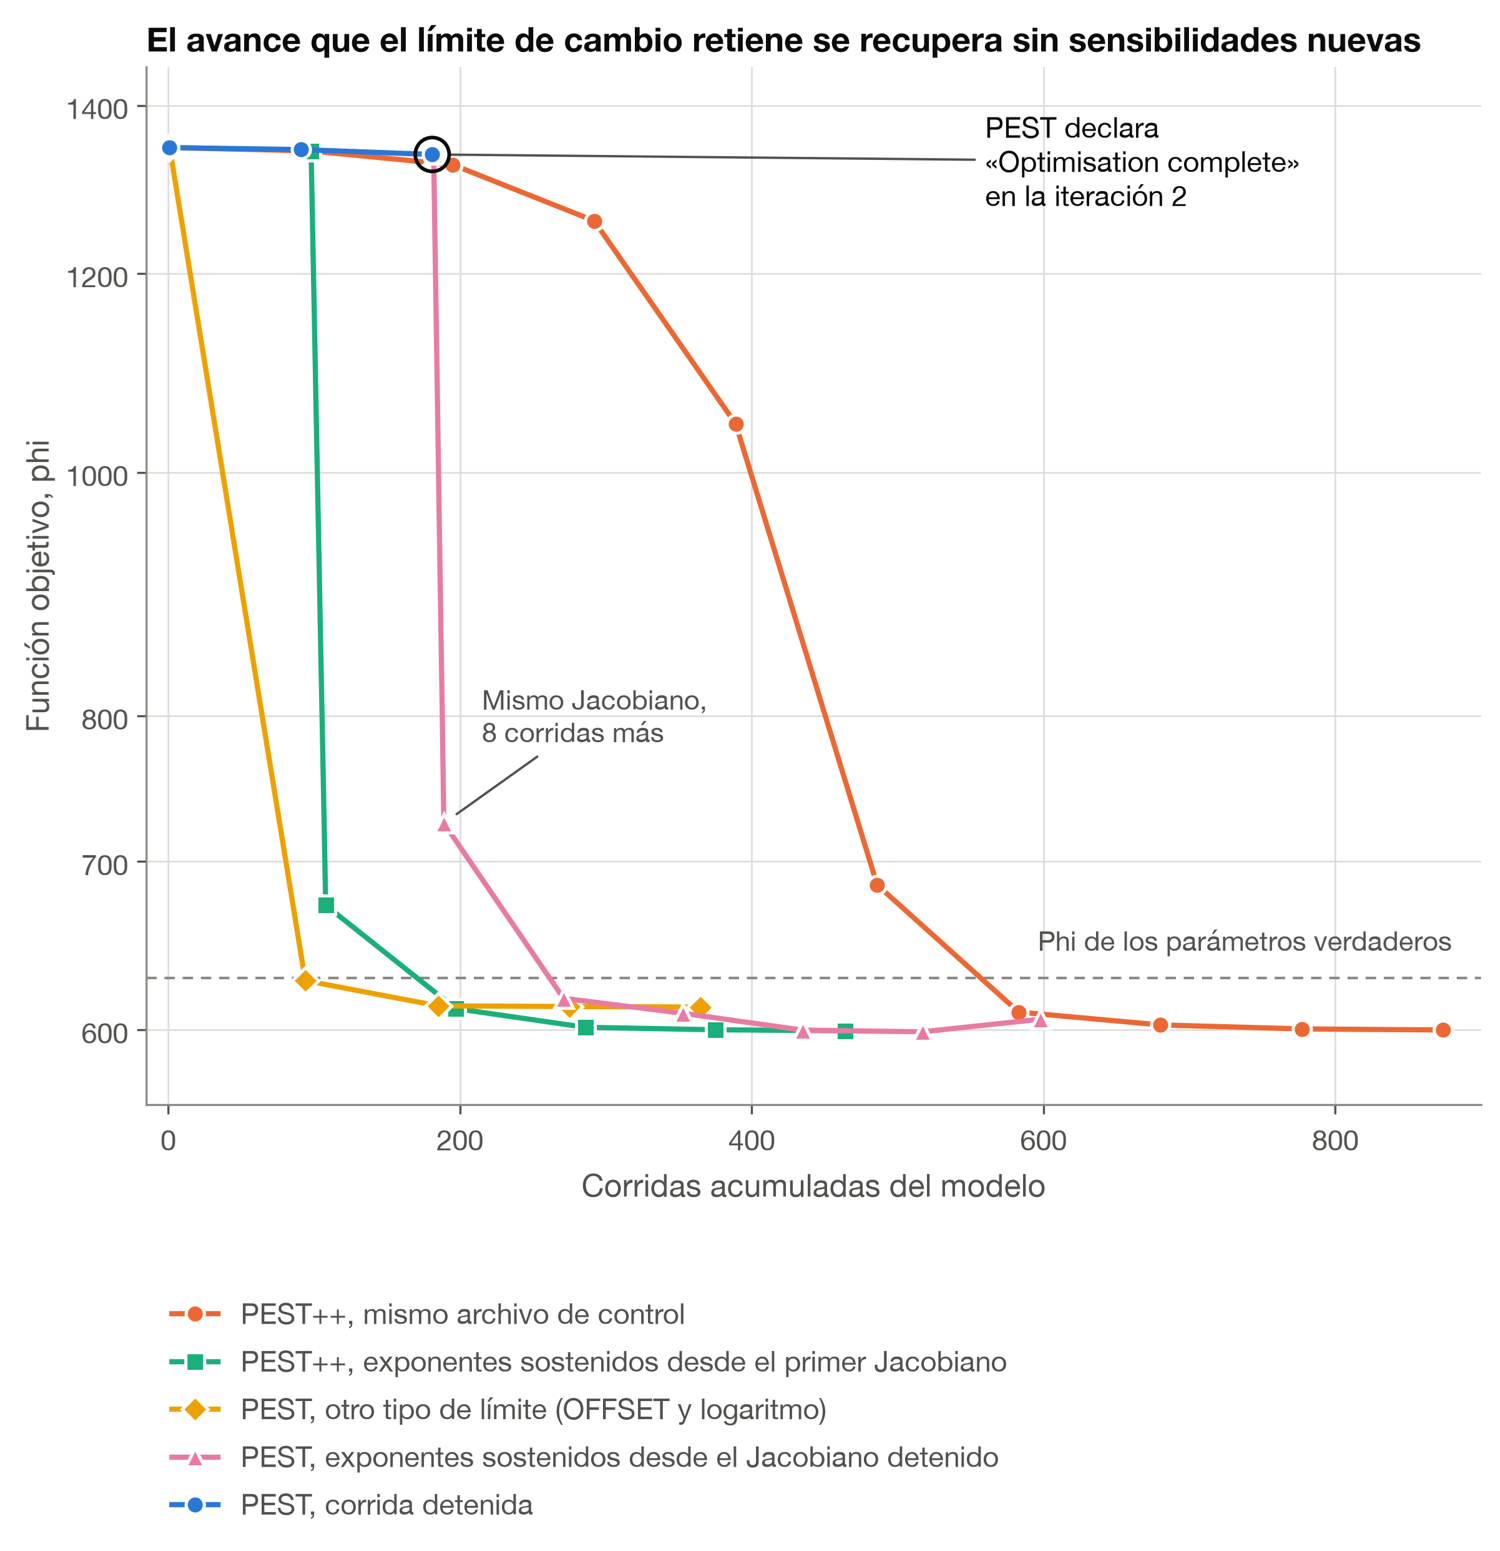 El avance que el límite de cambio retiene se recupera sin sensibilidades nuevas
1400
1200
1000
800
700
600
Función objetivo, phi
PEST declara
«Optimisation complete»
en la iteración 2
Mismo Jacobiano,
8 corridas más
Phi de los parámetros verdaderos
0
200
400
600
800
Corridas acumuladas del modelo
PEST++, mismo archivo de control
PEST++, exponentes sostenidos desde el primer Jacobiano
PEST, otro tipo de límite (OFFSET y logaritmo)
PEST, exponentes sostenidos desde el Jacobiano detenido
PEST, corrida detenida